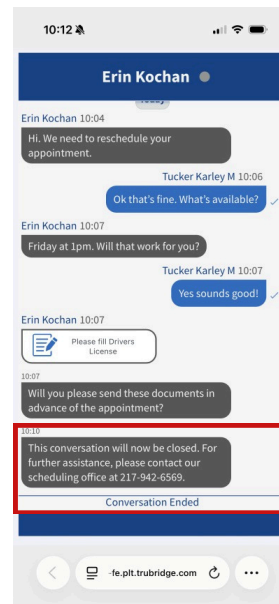 10:12
Erin Kochan
Today
Erin Kochan 10:04
Hi. We need to reschedule your
appointment.
Tucker Karley M 10:06
Ok that's fine. What's available?
Erin Kochan 10:07
Friday at 1pm. Will that work for you?
Tucker Karley M 10:07
Yes sounds good!
Erin Kochan 10:07
Please fill Drivers
License
10:07
Will you please send these documents in
advance of the appointment?
10:10
This conversation will now be closed. For
further assistance, please contact our
scheduling office at 217-942-6569.
Conversation Ended
-fe.plt.trubridge.com